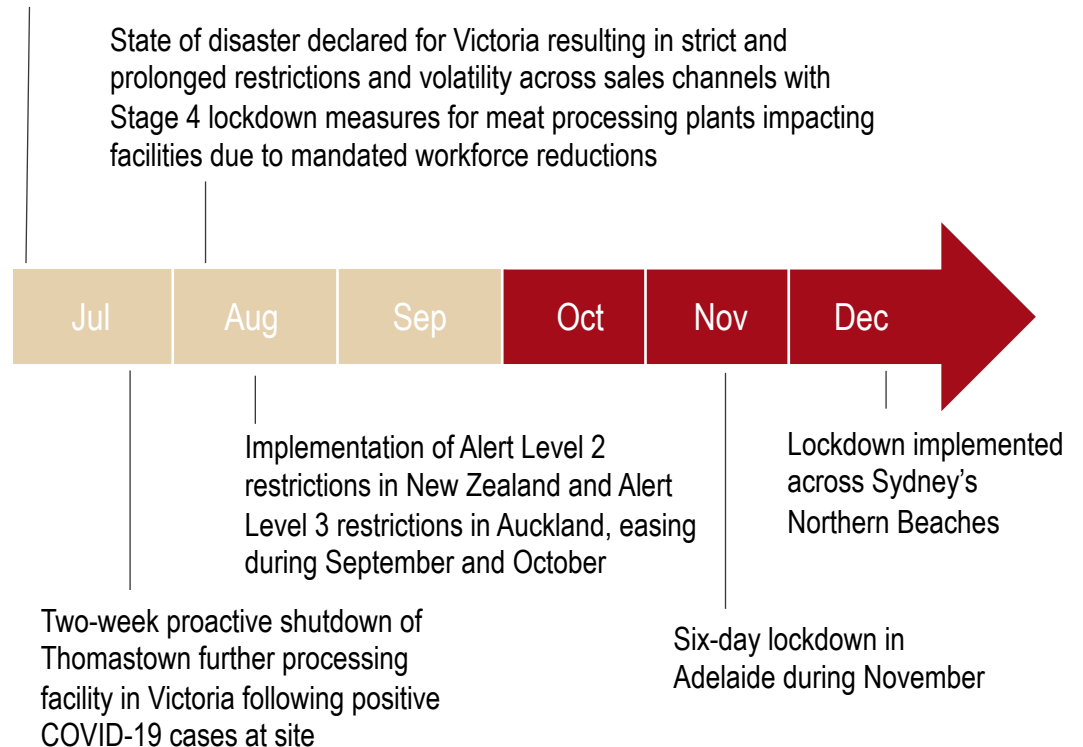 State of disaster declared for Victoria resulting in strict and
prolonged restrictions and volatility across sales channels with
Stage 4 lockdown measures for meat processing plants impacting
facilities due to mandated workforce reductions
Jul
Aug
Sep
Oct
Nov
Dec
Implementation of Alert Level 2
restrictions in New Zealand and Alert
Level 3 restrictions in Auckland, easing
during September and October
Lockdown implemented
across Sydney’s
Northern Beaches
Two-week proactive shutdown of
Thomastown further processing
facility in Victoria following positive
COVID-19 cases at site
Six-day lockdown in
Adelaide during November